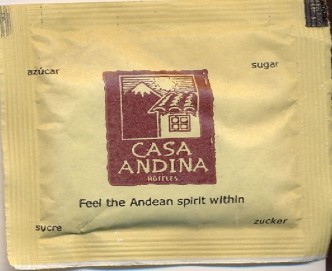 azúcar
sugar
CASA
ANDINA
HOTELES
Feel the Andean spirit within
sucre
zucker